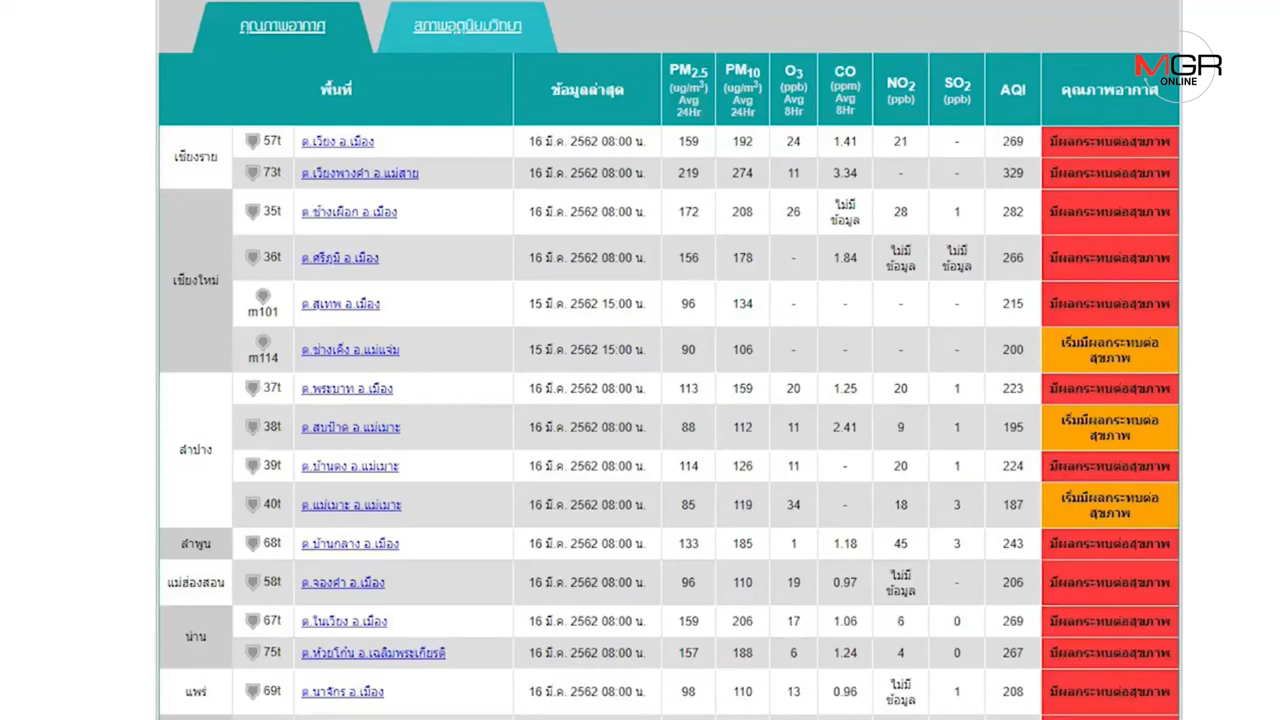 คุณภาพอากาศ
สภาพอุตุนิยมวิทยา
MGR
ONLINE
พื้นที่ ข้อมูลล่าสุด PM2.5 (ug/m3) Avg 24Hr PM10 (ug/m3) Avg 24Hr O3 (ppb) Avg 8Hr CO (ppm) Avg 8Hr NO2 (ppb) SO2 (ppb) AQI คุณภาพอากาศ
เชียงราย 57t ต.เวียง อ.เมือง 16 มี.ค. 2562 08:00 น. 159 192 24 1.41 21 - 269 มีผลกระทบต่อสุขภาพ
73t ต.เวียงพางคำ อ.แม่สาย 16 มี.ค. 2562 08:00 น. 219 274 11 3.34 - - 329 มีผลกระทบต่อสุขภาพ
เชียงใหม่ 35t ต.ช้างเผือก อ.เมือง 16 มี.ค. 2562 08:00 น. 172 208 26 ไม่มีข้อมูล 28 1 282 มีผลกระทบต่อสุขภาพ
36t ต.ศรีภูมิ อ.เมือง 16 มี.ค. 2562 08:00 น. 156 178 - 1.84 ไม่มีข้อมูล ไม่มีข้อมูล 266 มีผลกระทบต่อสุขภาพ
m101 ต.สุเทพ อ.เมือง 15 มี.ค. 2562 15:00 น. 96 134 - - - - 215 มีผลกระทบต่อสุขภาพ
m114 ต.ช่างเคิ่ง อ.แม่แจ่ม 15 มี.ค. 2562 15:00 น. 90 106 - - - - 200 เริ่มมีผลกระทบต่อสุขภาพ
ลำปาง 37t ต.พระบาท อ.เมือง 16 มี.ค. 2562 08:00 น. 113 159 20 1.25 20 1 223 มีผลกระทบต่อสุขภาพ
38t ต.สบป้าด อ.แม่เมาะ 16 มี.ค. 2562 08:00 น. 88 112 11 2.41 9 1 195 เริ่มมีผลกระทบต่อสุขภาพ
39t ต.บ้านดง อ.แม่เมาะ 16 มี.ค. 2562 08:00 น. 114 126 11 - 20 1 224 มีผลกระทบต่อสุขภาพ
40t ต.แม่เมาะ อ.แม่เมาะ 16 มี.ค. 2562 08:00 น. 85 119 34 - 18 3 187 เริ่มมีผลกระทบต่อสุขภาพ
ลำพูน 68t ต.บ้านกลาง อ.เมือง 16 มี.ค. 2562 08:00 น. 133 185 1 1.18 45 3 243 มีผลกระทบต่อสุขภาพ
แม่ฮ่องสอน 58t ต.จองคำ อ.เมือง 16 มี.ค. 2562 08:00 น. 96 110 19 0.97 ไม่มีข้อมูล - 206 มีผลกระทบต่อสุขภาพ
น่าน 67t ต.ในเวียง อ.เมือง 16 มี.ค. 2562 08:00 น. 159 206 17 1.06 6 0 269 มีผลกระทบต่อสุขภาพ
75t ต.ห้วยโก๋น อ.เฉลิมพระเกียรติ 16 มี.ค. 2562 08:00 น. 157 188 6 1.24 4 0 267 มีผลกระทบต่อสุขภาพ
แพร่ 69t ต.นาจักร อ.เมือง 16 มี.ค. 2562 08:00 น. 98 110 13 0.96 ไม่มีข้อมูล 1 208 มีผลกระทบต่อสุขภาพ